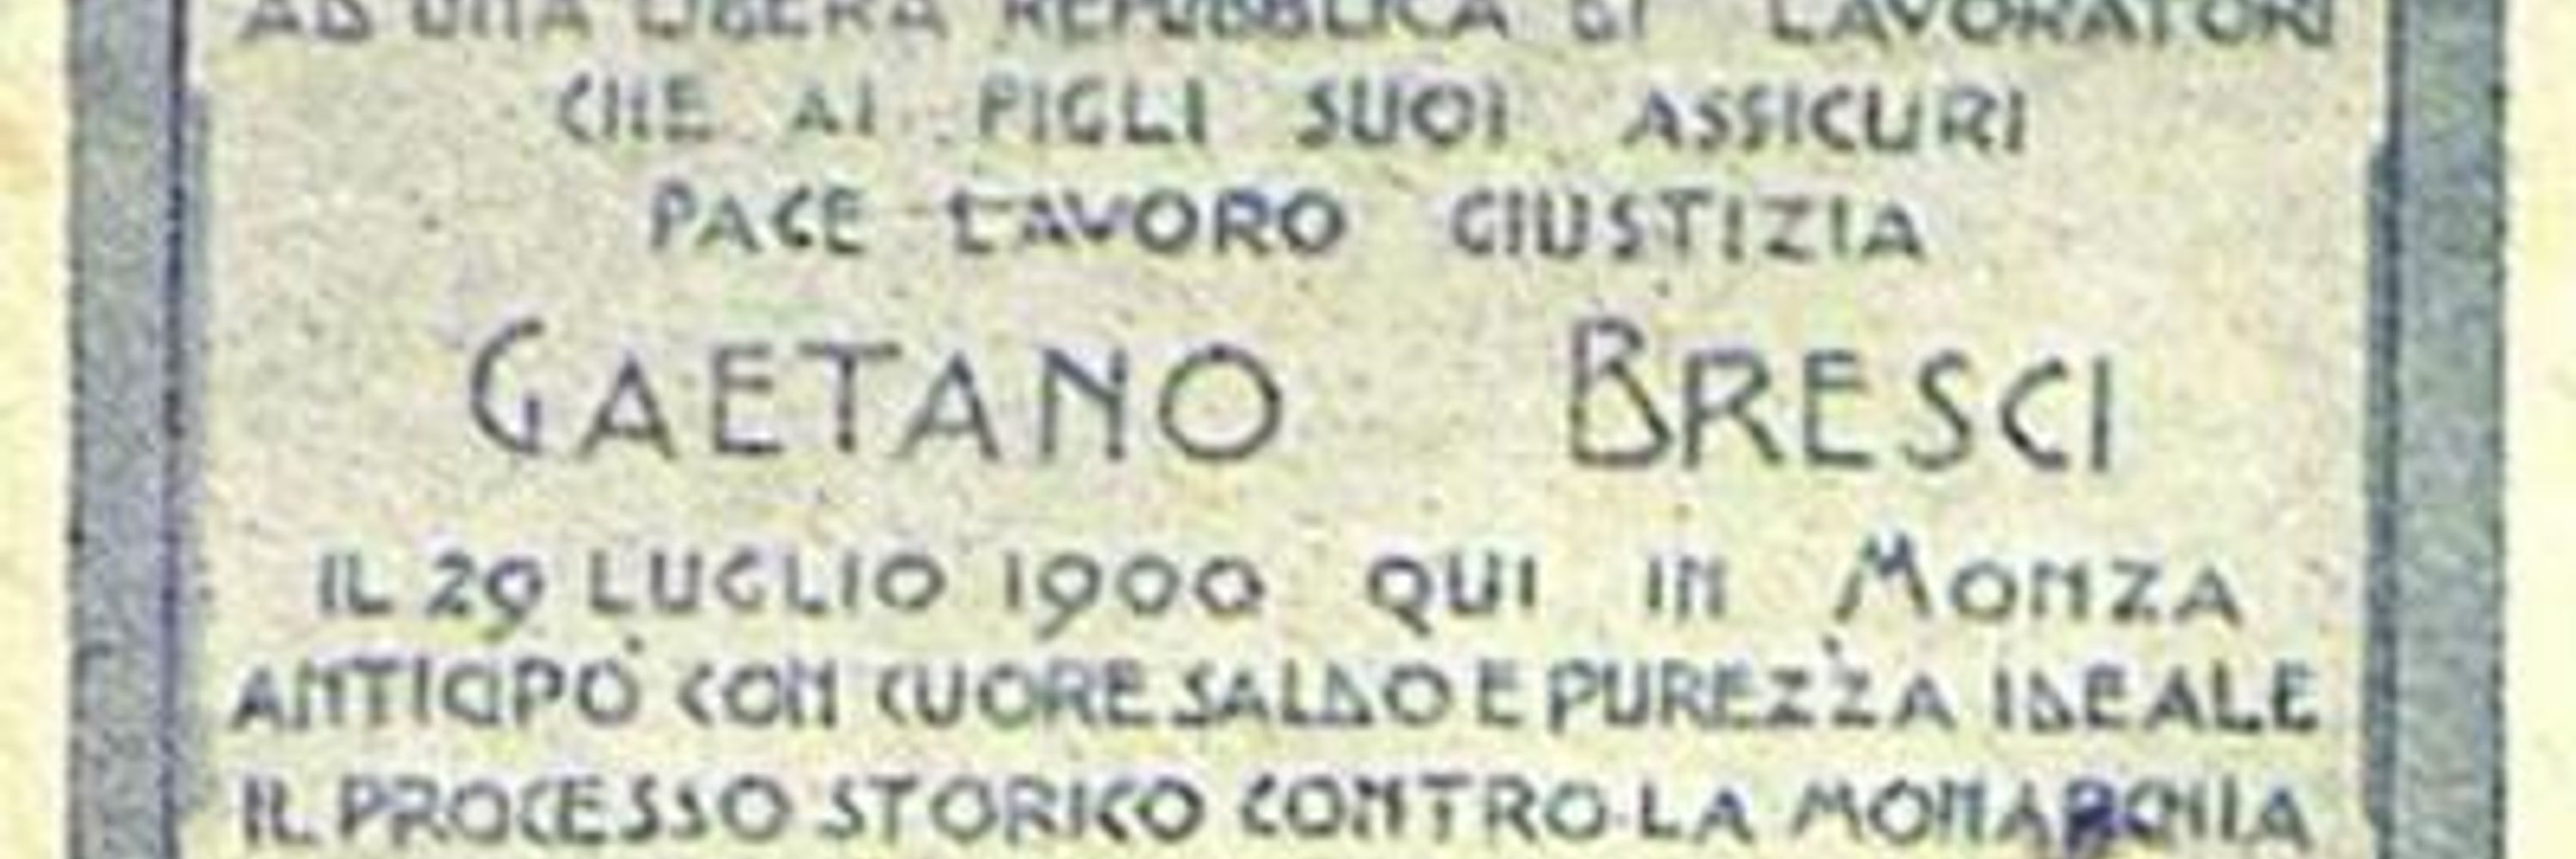 AD UNA LIBERA REPUBBLICA DI LAVORATORI
CHE AI FIGLI SUOI ASSICURI
PACE LAVORO GIUSTIZIA
GAETANO BRESCI
IL 29 LUGLIO 1900 QUI IN MONZA
ANTICIPÒ CON CUORE SALDO E PUREZZA IDEALE
IL PROCESSO STORICO CONTRO LA MONARCHIA